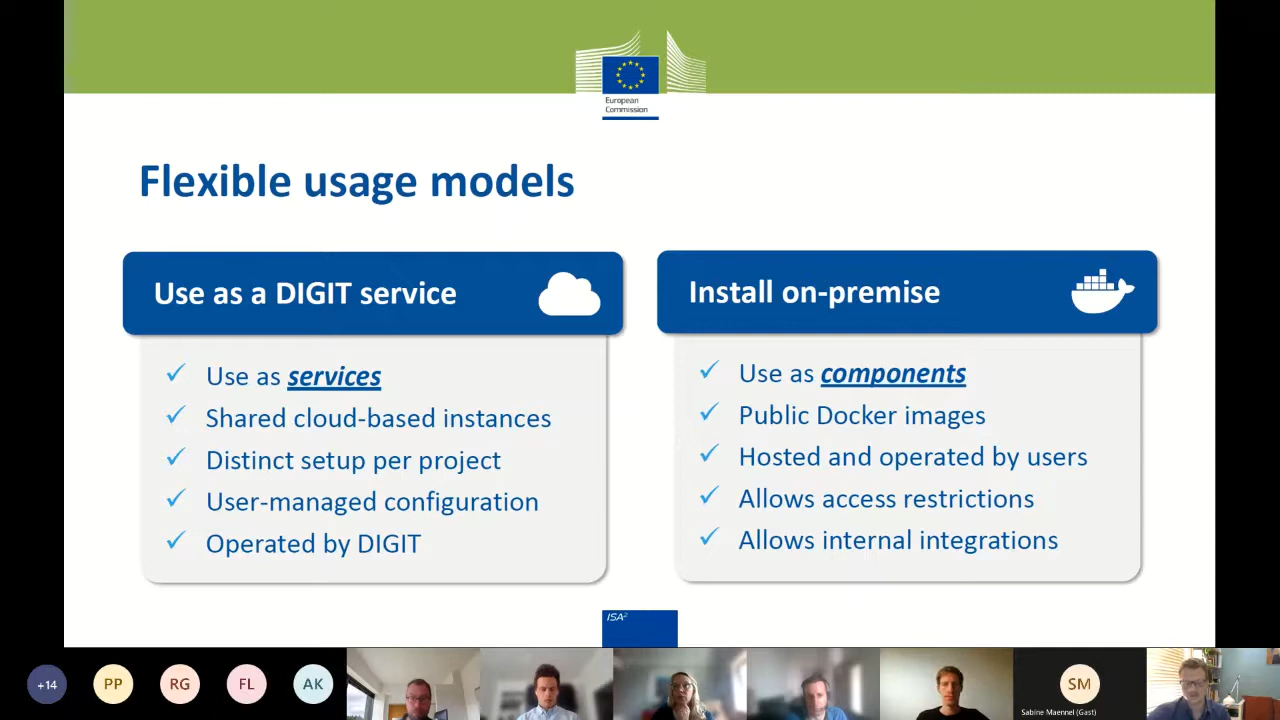 European
Commission
Flexible usage models
Use as a DIGIT service
Use as services
Shared cloud-based instances
Distinct setup per project
User-managed configuration
Operated by DIGIT
Install on-premise
Use as components
Public Docker images
Hosted and operated by users
Allows access restrictions
Allows internal integrations
ISA²
+14
PP
RG
FL
AK
SM
Sabine Maennel (Gast)